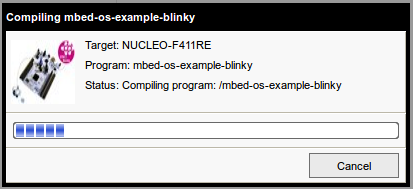 Compiling mbed-os-example-blinky
Target: NUCLEO-F411RE
Program: mbed-os-example-blinky
Status: Compiling program: /mbed-os-example-blinky
Cancel